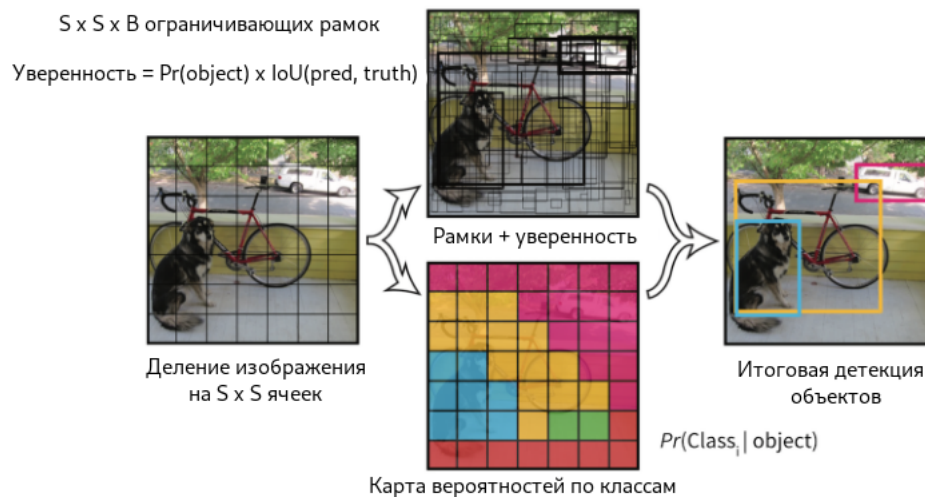 S x S x B ограничивающих рамок
Уверенность = Pr(object) x IoU(pred, truth)
Рамки + уверенность
Деление изображения
на S x S ячеек
Итоговая детекция
объектов
Pr(Class_i | object)
Карта вероятностей по классам